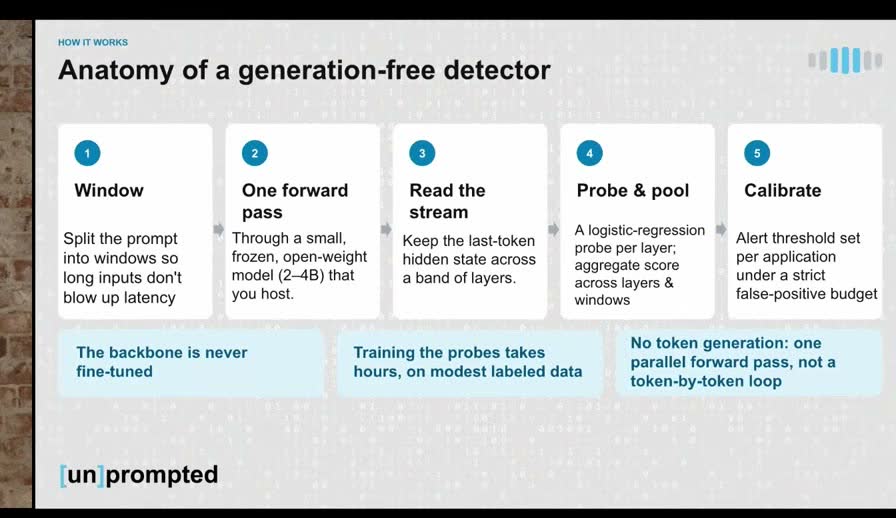 HOW IT WORKS
Anatomy of a generation-free detector
1
Window
Split the prompt
into windows so
long inputs don't
blow up latency
2
One forward
pass
Through a small,
frozen, open-weight
model (2–4B) that
you host.
3
Read the
stream
Keep the last-token
hidden state across
a band of layers.
4
Probe & pool
A logistic-regression
probe per layer;
aggregate score
across layers &
windows
5
Calibrate
Alert threshold set
per application
under a strict
false-positive budget
The backbone is never
fine-tuned
Training the probes takes
hours, on modest labeled data
No token generation: one
parallel forward pass, not a
token-by-token loop
[un]prompted